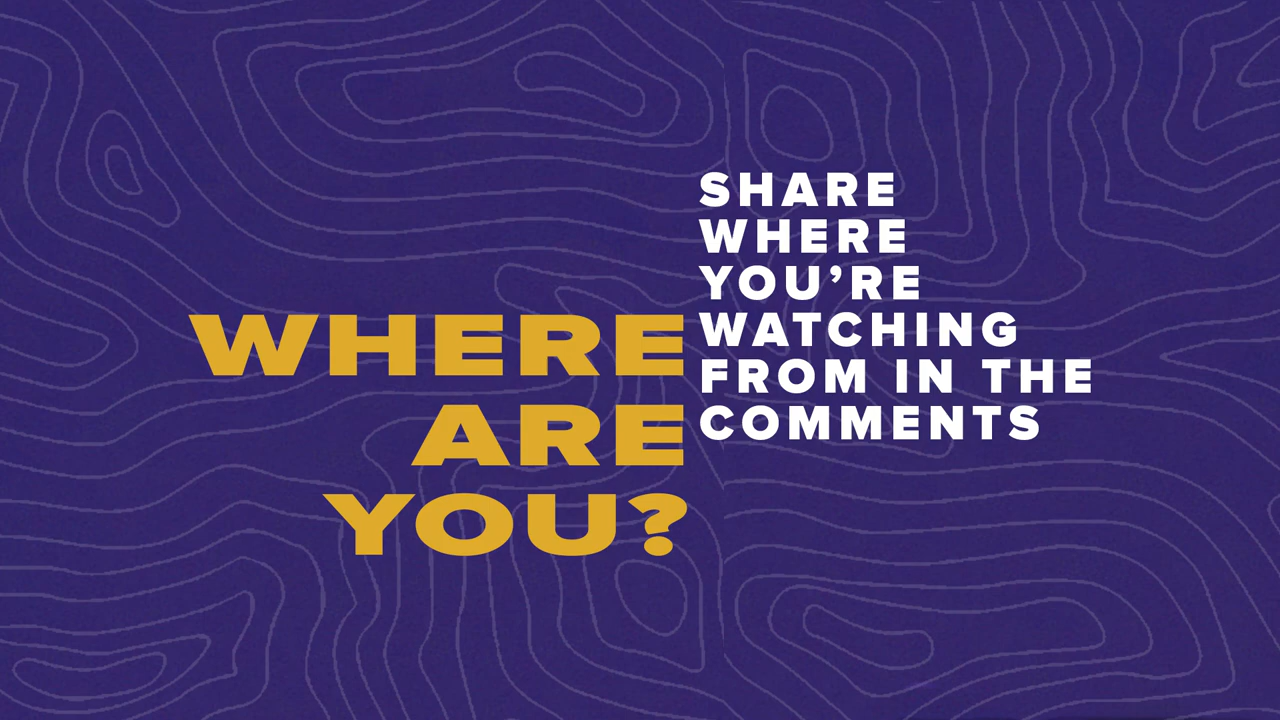 WHERE
ARE
YOU?
SHARE
WHERE
YOU’RE
WATCHING
FROM IN THE
COMMENTS